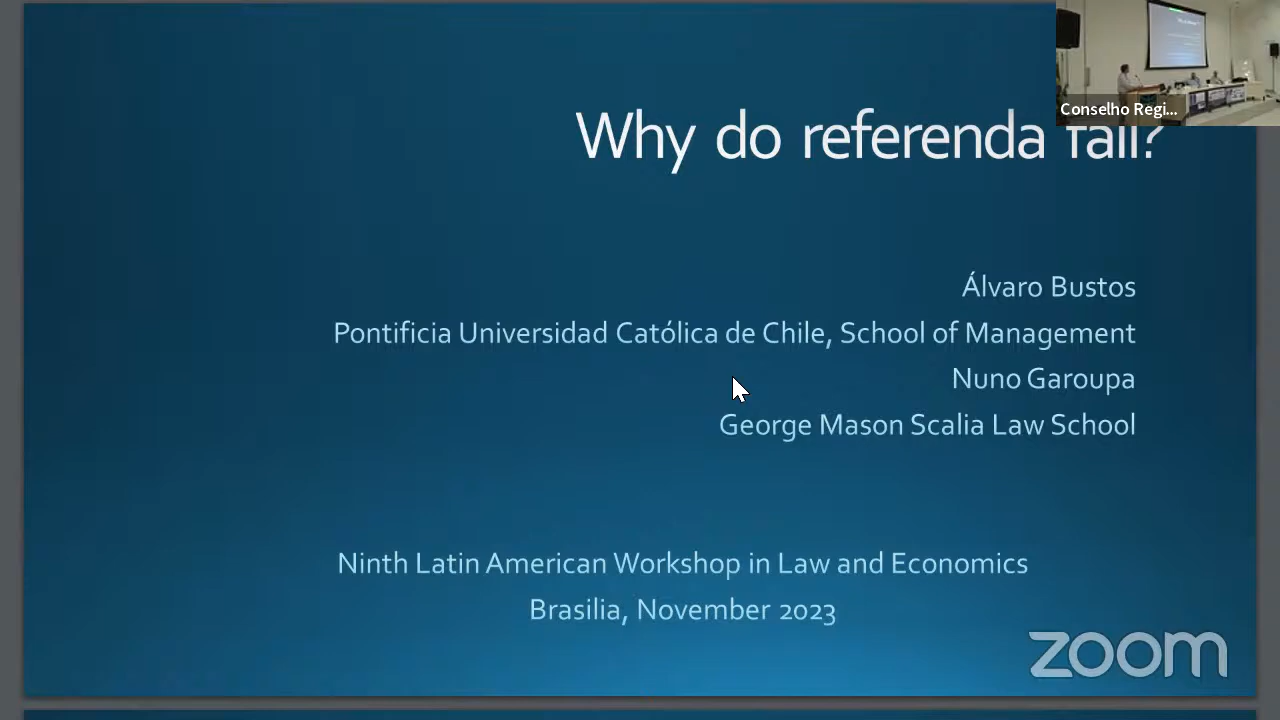 Conselho Regi...
Why do referenda fail?
Álvaro Bustos
Pontificia Universidad Católica de Chile, School of Management
Nuno Garoupa
George Mason Scalia Law School
Ninth Latin American Workshop in Law and Economics
Brasilia, November 2023
zoom